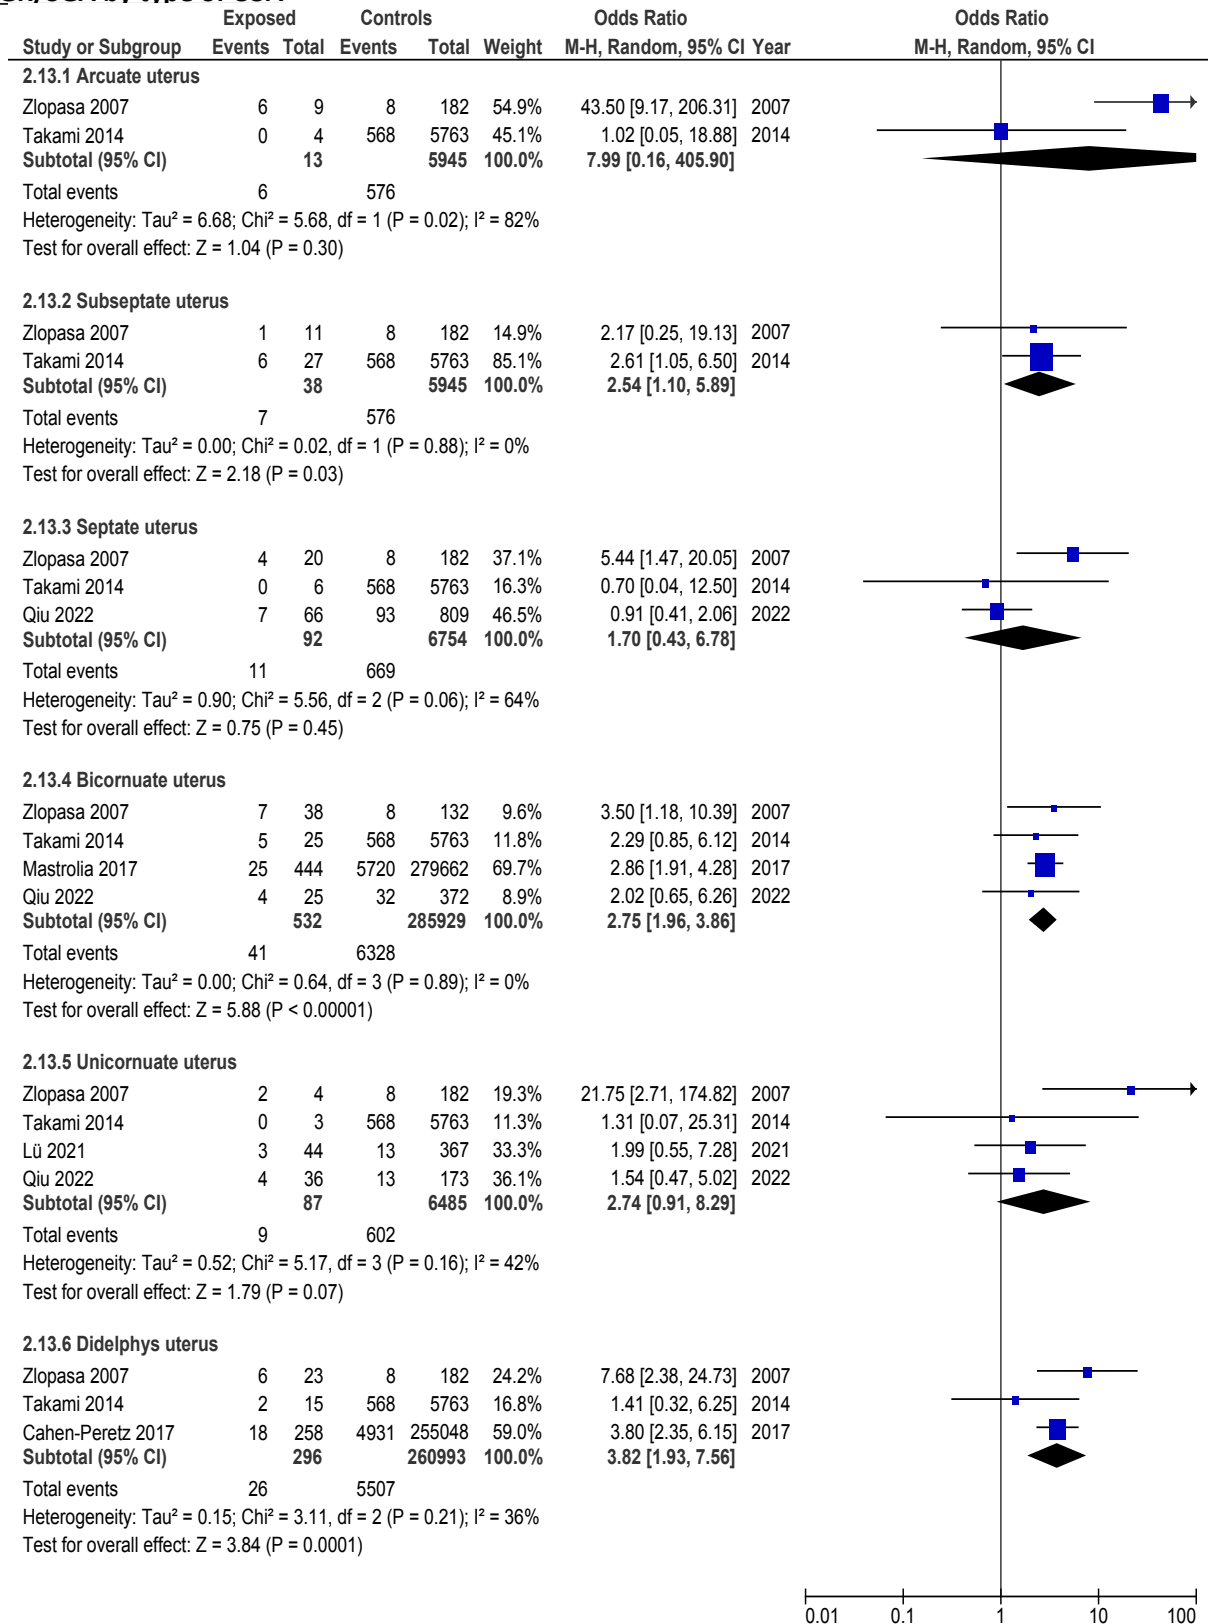 by type of
Exposed Controls Odds Ratio Odds Ratio
Study or Subgroup Events Total Events Total Weight M-H, Random, 95% CI Year M-H, Random, 95% CI
2.13.1 Arcuate uterus
Zlopasa 2007 6 9 8 182 54.9% 43.50 [9.17, 206.31] 2007
Takami 2014 0 4 568 5763 45.1% 1.02 [0.05, 18.88] 2014
Subtotal (95% CI) 13 5945 100.0% 7.99 [0.16, 405.90]
Total events 6 576
Heterogeneity: Tau² = 6.68; Chi² = 5.68, df = 1 (P = 0.02); I² = 82%
Test for overall effect: Z = 1.04 (P = 0.30)
2.13.2 Subseptate uterus
Zlopasa 2007 1 11 8 182 14.9% 2.17 [0.25, 19.13] 2007
Takami 2014 6 27 568 5763 85.1% 2.61 [1.05, 6.50] 2014
Subtotal (95% CI) 38 5945 100.0% 2.54 [1.10, 5.89]
Total events 7 576
Heterogeneity: Tau² = 0.00; Chi² = 0.02, df = 1 (P = 0.88); I² = 0%
Test for overall effect: Z = 2.18 (P = 0.03)
2.13.3 Septate uterus
Zlopasa 2007 4 20 8 182 37.1% 5.44 [1.47, 20.05] 2007
Takami 2014 0 6 568 5763 16.3% 0.70 [0.04, 12.50] 2014
Qiu 2022 7 66 93 809 46.5% 0.91 [0.41, 2.06] 2022
Subtotal (95% CI) 92 6754 100.0% 1.70 [0.43, 6.78]
Total events 11 669
Heterogeneity: Tau² = 0.90; Chi² = 5.56, df = 2 (P = 0.06); I² = 64%
Test for overall effect: Z = 0.75 (P = 0.45)
2.13.4 Bicornuate uterus
Zlopasa 2007 7 38 8 132 9.6% 3.50 [1.18, 10.39] 2007
Takami 2014 5 25 568 5763 11.8% 2.29 [0.85, 6.12] 2014
Mastrolia 2017 25 444 5720 279662 69.7% 2.86 [1.91, 4.28] 2017
Qiu 2022 4 25 32 372 8.9% 2.02 [0.65, 6.26] 2022
Subtotal (95% CI) 532 285929 100.0% 2.75 [1.96, 3.86]
Total events 41 6328
Heterogeneity: Tau² = 0.00; Chi² = 0.64, df = 3 (P = 0.89); I² = 0%
Test for overall effect: Z = 5.88 (P < 0.00001)
2.13.5 Unicornuate uterus
Zlopasa 2007 2 4 8 182 19.3% 21.75 [2.71, 174.82] 2007
Takami 2014 0 3 568 5763 11.3% 1.31 [0.07, 25.31] 2014
Lü 2021 3 44 13 367 33.3% 1.99 [0.55, 7.28] 2021
Qiu 2022 4 36 13 173 36.1% 1.54 [0.47, 5.02] 2022
Subtotal (95% CI) 87 6485 100.0% 2.74 [0.91, 8.29]
Total events 9 602
Heterogeneity: Tau² = 0.52; Chi² = 5.17, df = 3 (P = 0.16); I² = 42%
Test for overall effect: Z = 1.79 (P = 0.07)
2.13.6 Didelphys uterus
Zlopasa 2007 6 23 8 182 24.2% 7.68 [2.38, 24.73] 2007
Takami 2014 2 15 568 5763 16.8% 1.41 [0.32, 6.25] 2014
Cahen-Peretz 2017 18 258 4931 255048 59.0% 3.80 [2.35, 6.15] 2017
Subtotal (95% CI) 296 260993 100.0% 3.82 [1.93, 7.56]
Total events 26 5507
Heterogeneity: Tau² = 0.15; Chi² = 3.11, df = 2 (P = 0.21); I² = 36%
Test for overall effect: Z = 3.84 (P = 0.0001)
0.01 0.1 1 10 100